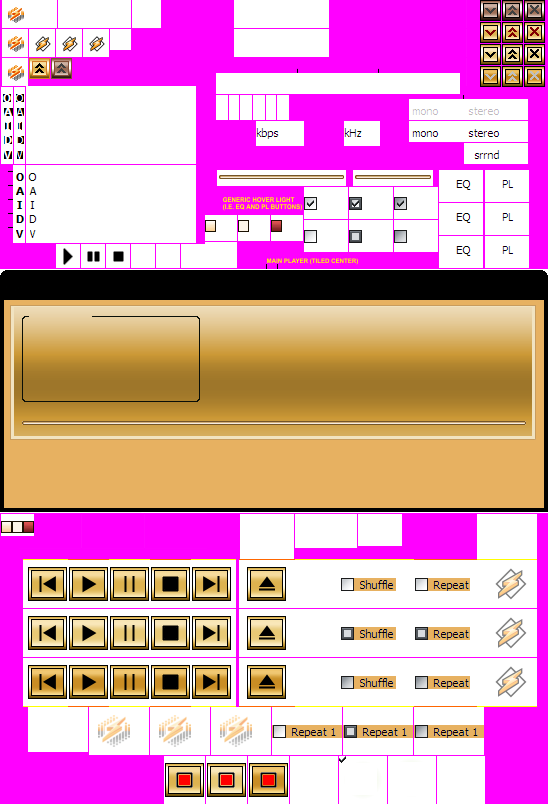 mono stereo
kbps kHz mono stereo
srrnd
O O
A A
I I
D D
V V
O O
A A
I I
D D
V V
EQ PL
GENERIC HOVER LIGHT
(I.E. EQ AND PL BUTTONS)
EQ PL
EQ PL
MAIN PLAYER (TILED CENTER)
Shuffle Repeat
Shuffle Repeat
Shuffle Repeat
Repeat 1 Repeat 1 Repeat 1